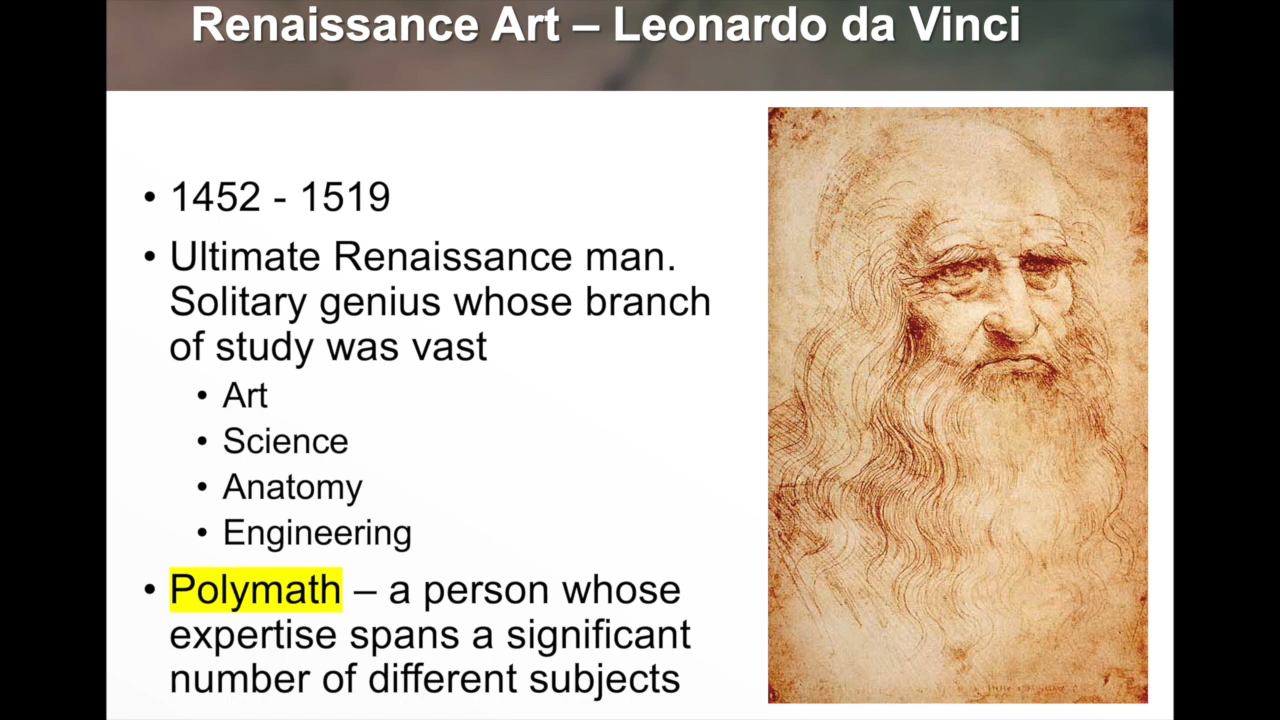 Renaissance Art – Leonardo da Vinci
• 1452 - 1519
• Ultimate Renaissance man.
Solitary genius whose branch
of study was vast
• Art
• Science
• Anatomy
• Engineering
• Polymath – a person whose
expertise spans a significant
number of different subjects